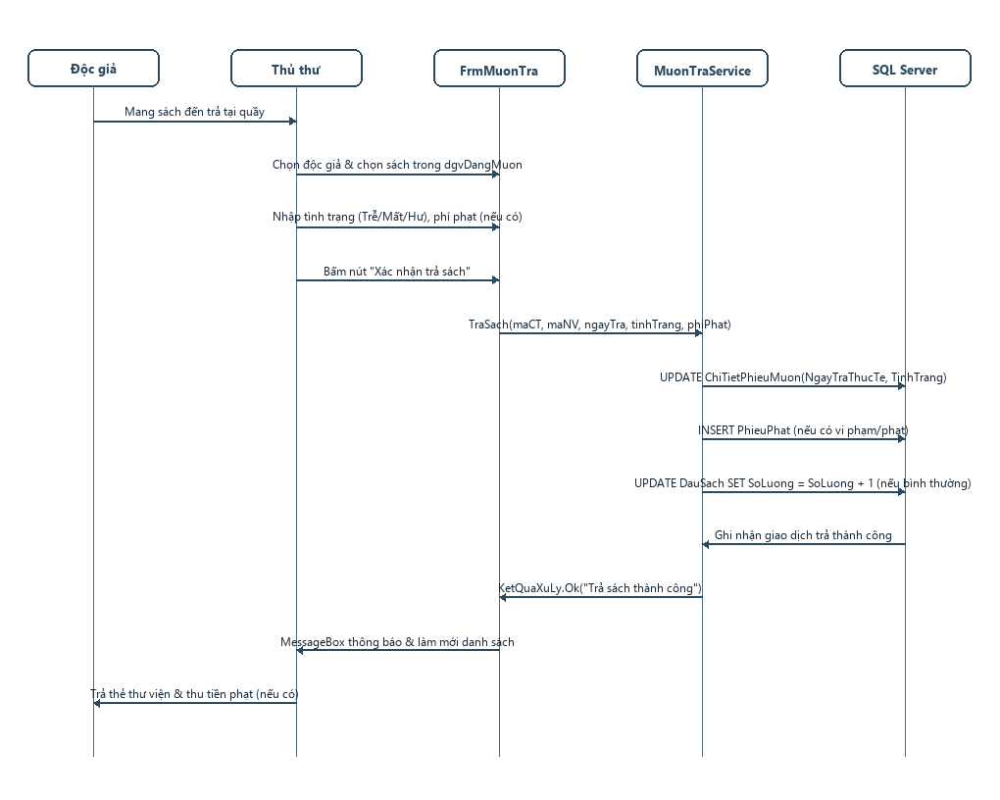 Độc giả
Thủ thư
FrmMuonTra
MuonTraService
SQL Server
Mang sách đến trả tại quầy
Chọn độc giả & chọn sách trong dgvDangMuon
Nhập tình trạng (Trễ/Mất/Hư), phí phạt (nếu có)
Bấm nút "Xác nhận trả sách"
TraSach(maCT, maNV, ngayTra, tinhTrang, phiPhat)
UPDATE ChiTietPhieuMuon(NgayTraThucTe, TinhTrang)
INSERT PhieuPhat (nếu có vi phạm/phạt)
UPDATE DauSach SET SoLuong = SoLuong + 1 (nếu bình thường)
Ghi nhận giao dịch trả thành công
KetQuaXuLy.Ok("Trả sách thành công")
MessageBox thông báo & làm mới danh sách
Trả thẻ thư viện & thu tiền phạt (nếu có)